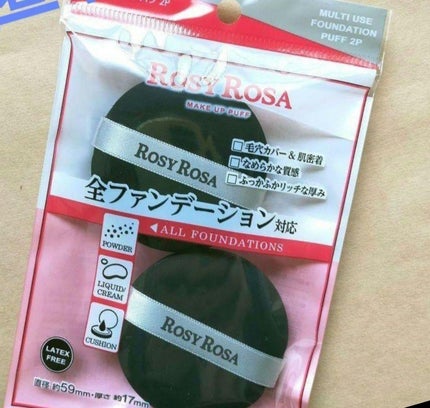 2P
MULTI USE
FOUNDATION
PUFF 2P
ROSY ROSA
MAKE UP PUFF
ROSY ROSA
毛穴カバー&肌密着
なめらかな質感
ふっかふかリッチな厚み
全ファンデーション対応
ALL FOUNDATIONS
POWDER
LIQUID/
CREAM
CUSHION
ROSY ROSA
LATEX
FREE
直径:約59mm・厚さ:約17mm